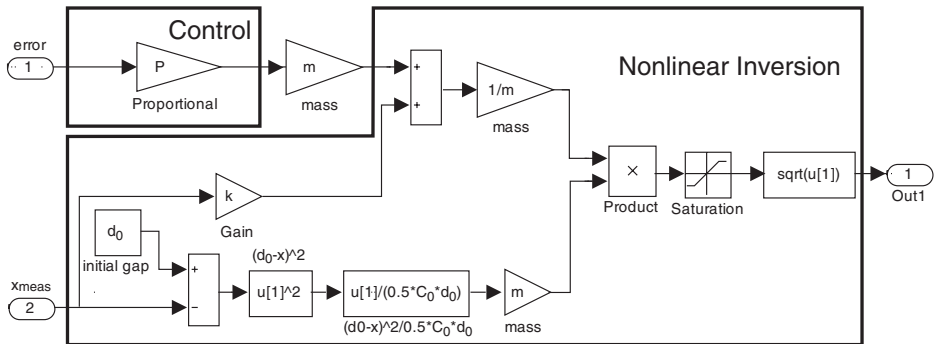 Control
error
1
P
Proportional
m
mass
Nonlinear Inversion
+
+
1/m
mass
k
Gain
×
Product
Saturation
sqrt(u[1])
1
Out1
d0
initial gap
xmeas
2
+
−
(d0-x)^2
u[1]^2
u[1]/(0.5*C0*d0)
(d0-x)^2/0.5*C0*d0
m
mass